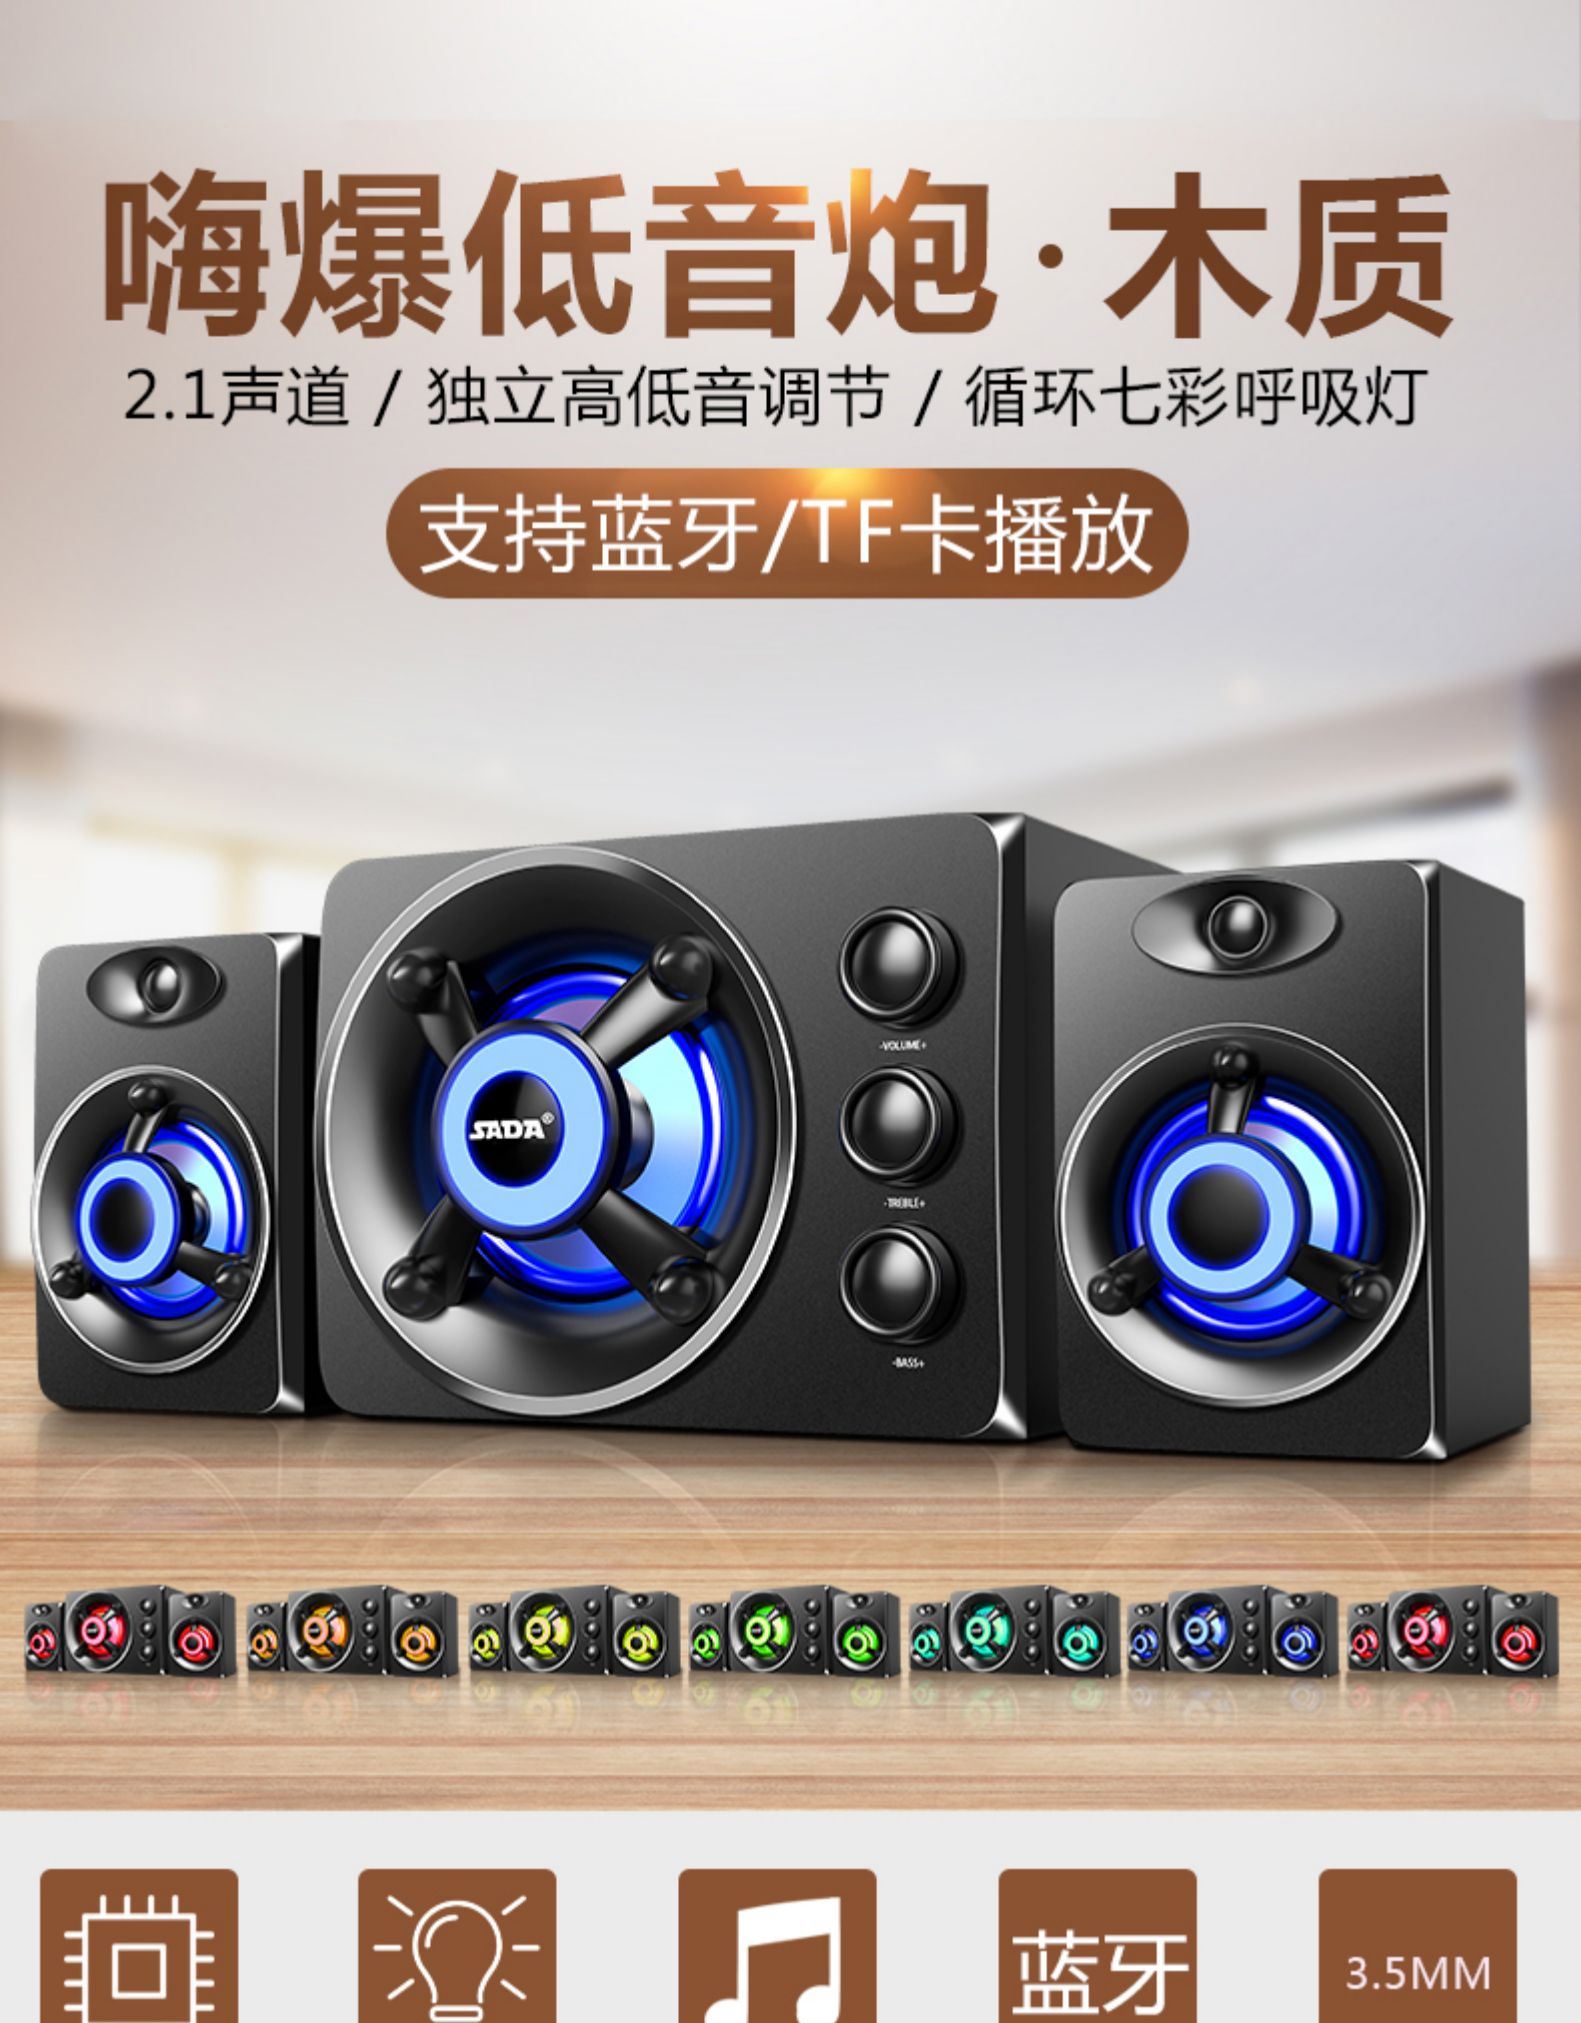 嗨爆低音炮·木质
2.1声道 / 独立高低音调节 / 循环七彩呼吸灯
支持蓝牙/TF卡播放
SADA®
-VOLUME+
-TREBLE+
-BASS+
蓝牙
3.5MM